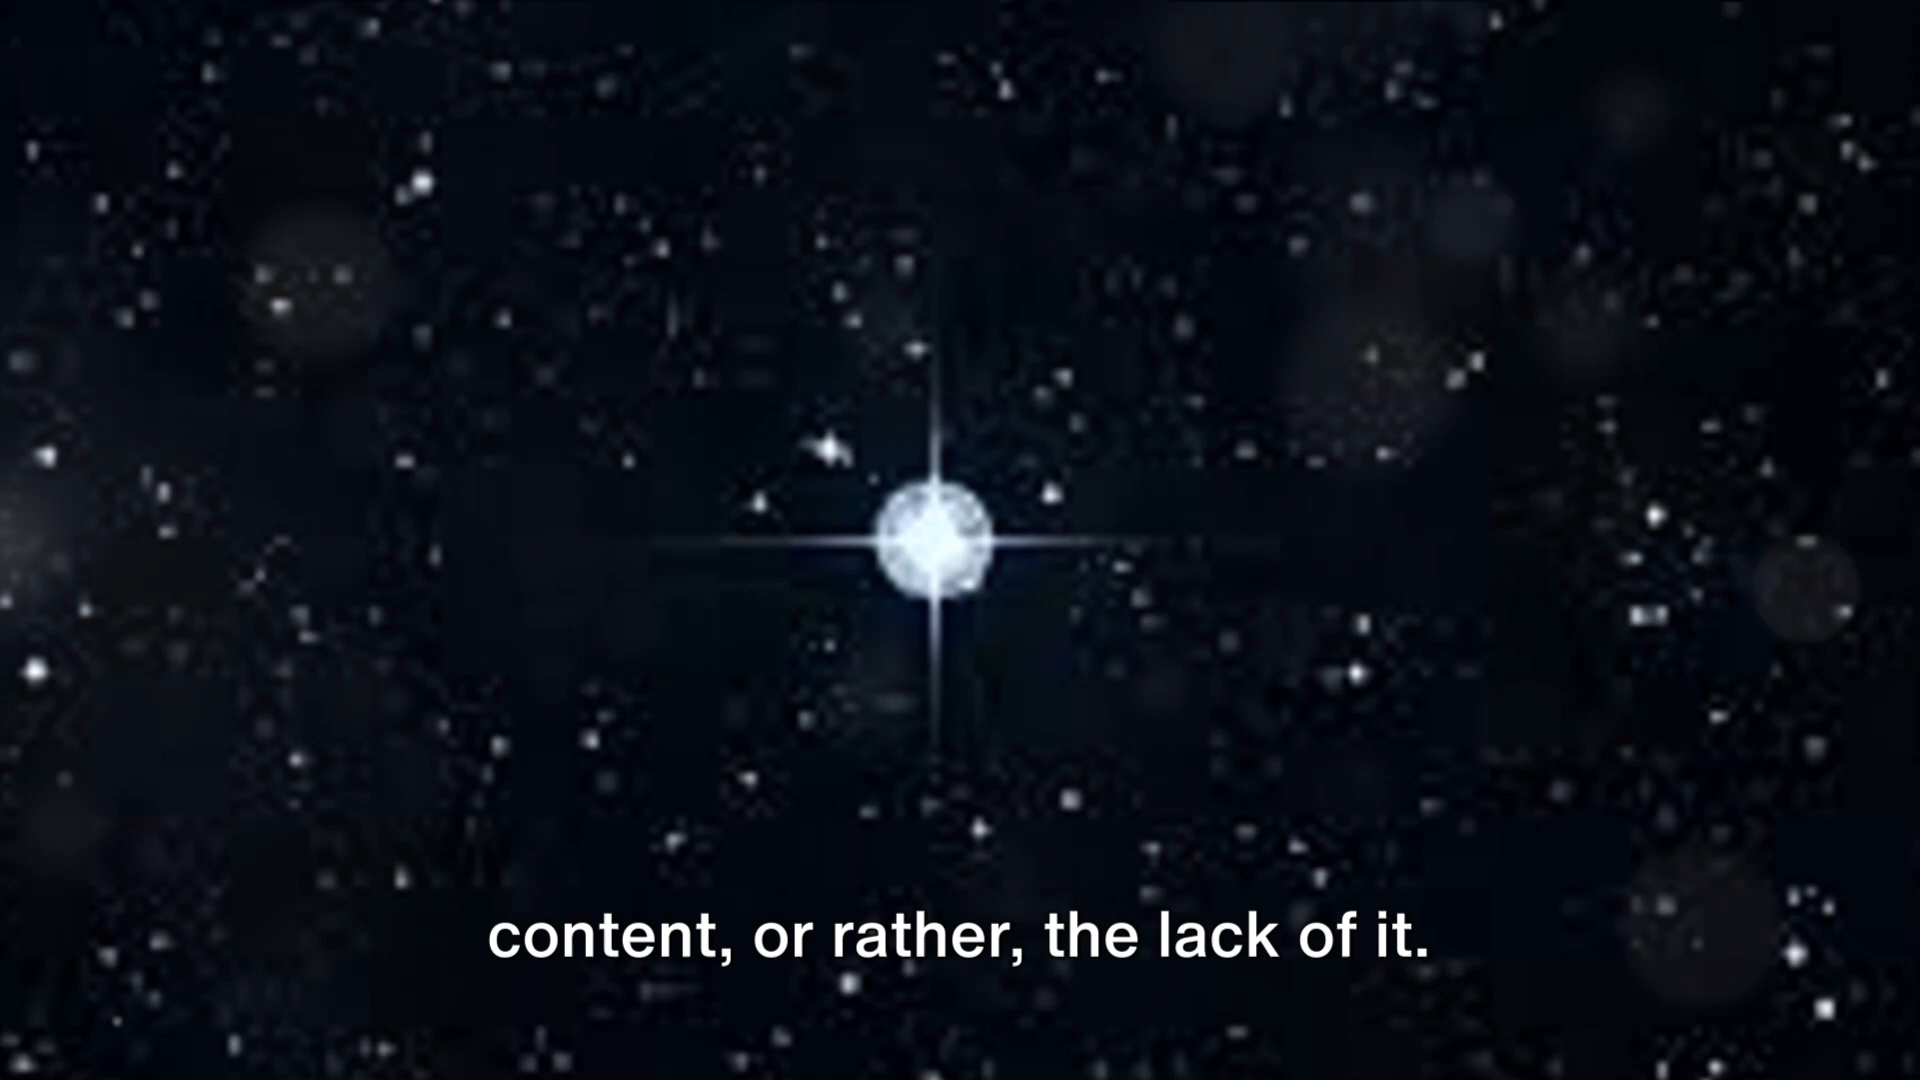 content, or rather, the lack of it.